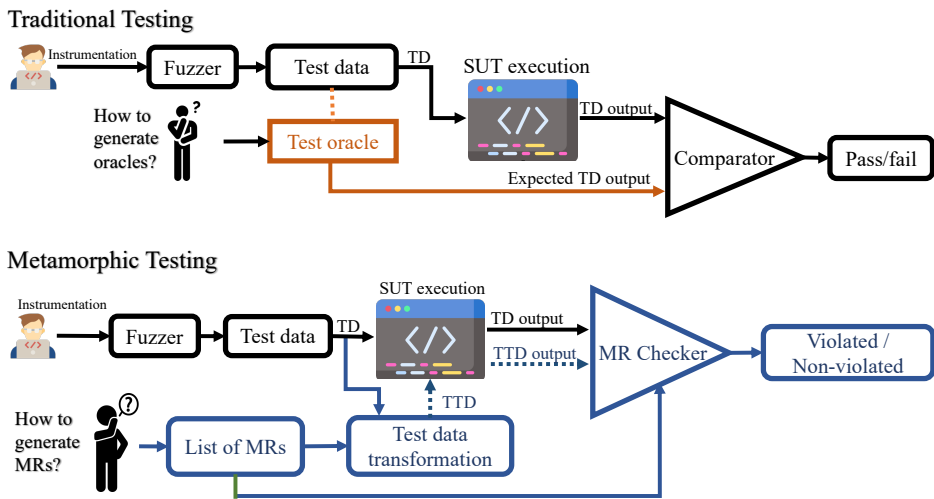 Traditional Testing
Instrumentation
Fuzzer
Test data
TD
SUT execution
</>
TD output
How to
generate
oracles?
?
Test oracle
Expected TD output
Comparator
Pass/fail
Metamorphic Testing
Instrumentation
Fuzzer
Test data
TD
SUT execution
</>
TD output
TTD output
MR Checker
Violated /
Non-violated
TTD
How to
generate
MRs?
?
List of MRs
Test data
transformation